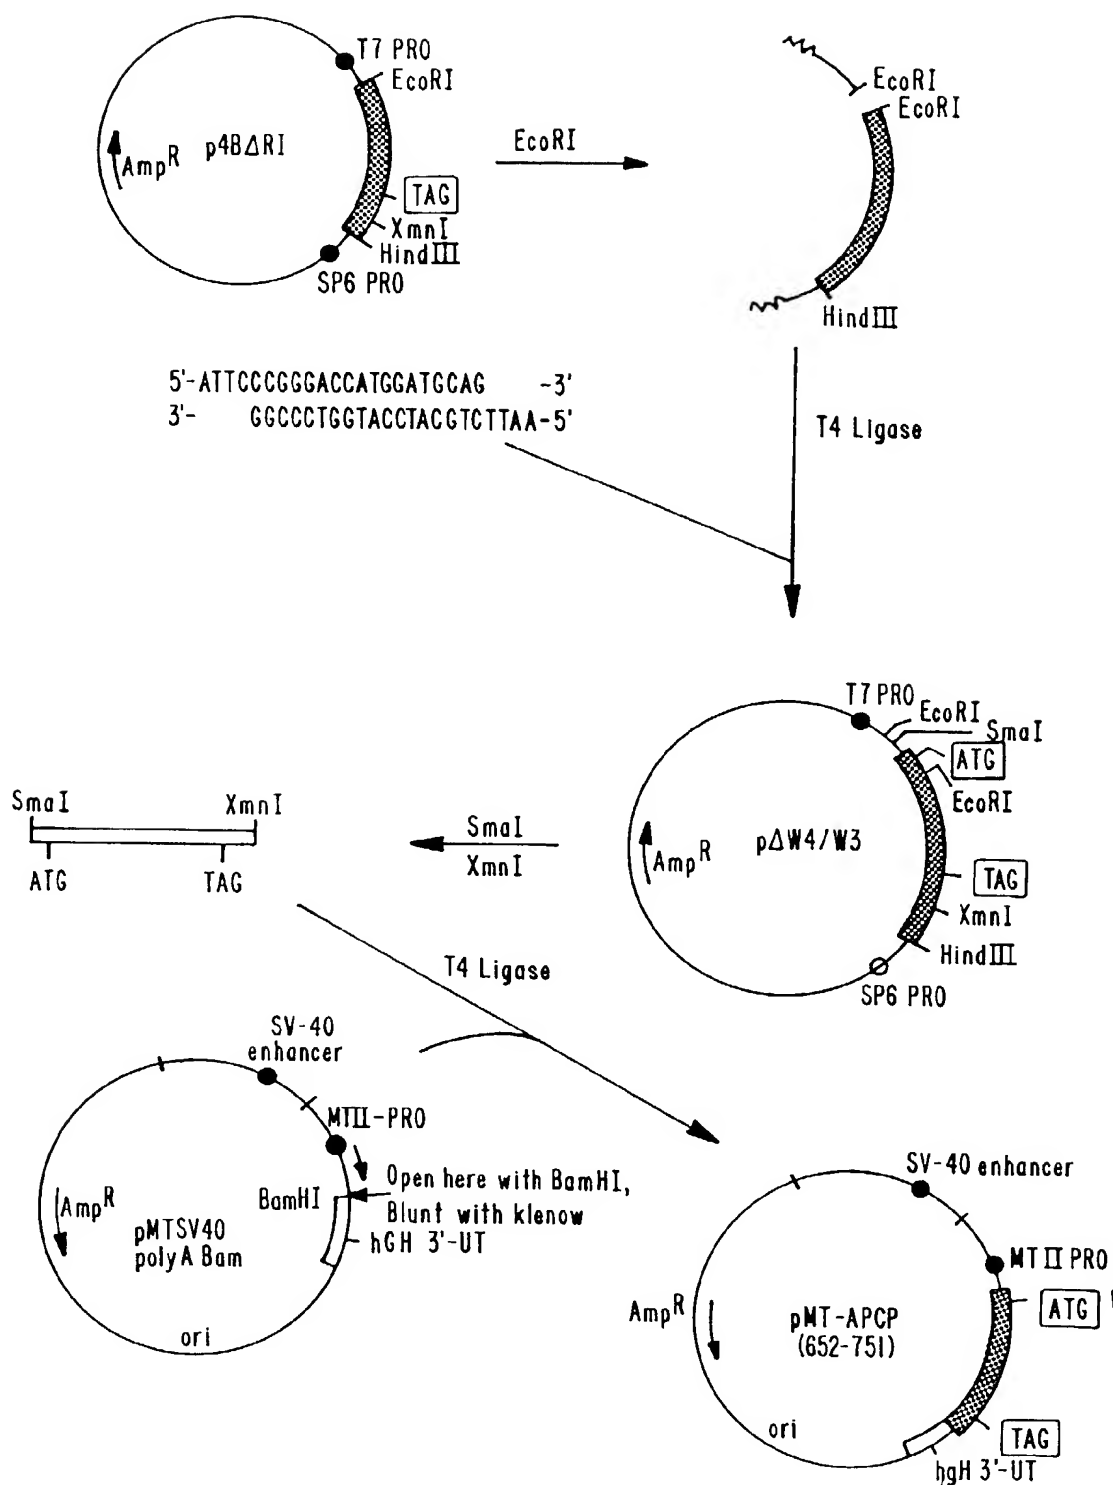 T7 PRO
EcoRI
p4BΔRI
AmpR
TAG
XmnI
HindIII
SP6 PRO
EcoRI
EcoRI
EcoRI
HindIII
5'-ATTCCCGGGACCATGGATGCAG -3'
3'- GGCCCTGGTACCTACGTCTTAA-5'
T4 Ligase
T7 PRO
EcoRI
SmaI
ATG
EcoRI
pΔW4/W3
AmpR
TAG
XmnI
HindIII
SP6 PRO
SmaI
XmnI
SmaI
XmnI
ATG
TAG
T4 Ligase
SV-40
enhancer
MTII-PRO
Open here with BamHI,
Blunt with klenow
BamHI
hGH 3'-UT
AmpR
pMTSV40
polyA Bam
ori
SV-40 enhancer
MTII PRO
ATG
AmpR
pMT-APCP
(652-751)
ori
TAG
hgH 3'-UT